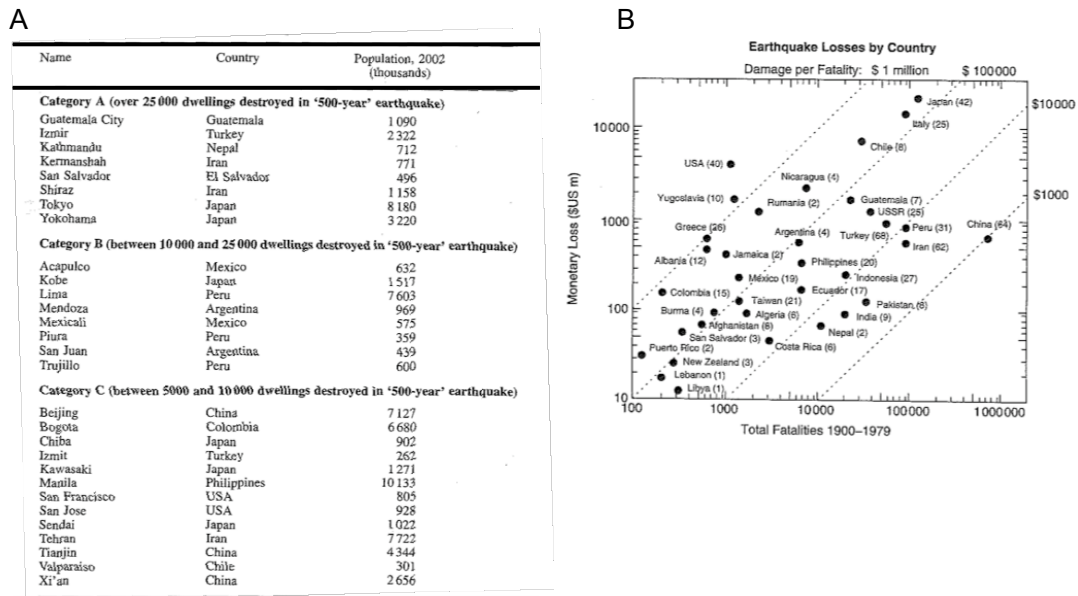 A
Name Country Population, 2002
(thousands)
Category A (over 25 000 dwellings destroyed in '500-year' earthquake)
Guatemala City Guatemala 1 090
Izmir Turkey 2 322
Kathmandu Nepal 712
Kermanshah Iran 771
San Salvador El Salvador 496
Shiraz Iran 1 158
Tokyo Japan 8 180
Yokohama Japan 3 220
Category B (between 10 000 and 25 000 dwellings destroyed in '500-year' earthquake)
Acapulco Mexico 632
Kobe Japan 1 517
Lima Peru 7 603
Mendoza Argentina 969
Mexicali Mexico 575
Piura Peru 359
San Juan Argentina 439
Trujillo Peru 600
Category C (between 5000 and 10 000 dwellings destroyed in '500-year' earthquake)
Beijing China 7 127
Bogota Colombia 6 680
Chiba Japan 902
Izmit Turkey 262
Kawasaki Japan 1 271
Manila Philippines 10 133
San Francisco USA 805
San Jose USA 928
Sendai Japan 1 022
Tehran Iran 7 722
Tianjin China 4 344
Valparaiso Chile 301
Xi'an China 2 656
B
Earthquake Losses by Country
Damage per Fatality: $ 1 million $ 100000
$10000
$1000
Monetary Loss ($US m)
10000
1000
100
10
Japan (42)
Italy (25)
Chile (8)
USA (40)
Nicaragua (4)
Yugoslavia (10)
Rumania (2)
Guatemala (7)
USSR (25)
China (64)
Greece (26)
Argentina (4)
Turkey (68)
Peru (31)
Iran (62)
Albania (12)
Jamaica (2)
Philippines (20)
Mexico (19)
Indonesia (27)
Colombia (15)
Ecuador (17)
Taiwan (21)
Pakistan (6)
Burma (4)
Algeria (6)
India (9)
Afghanistan (6)
Nepal (2)
San Salvador (3)
Costa Rica (6)
Puerto Rico (2)
New Zealand (3)
Lebanon (1)
Libya (1)
100 1000 10000 100000 1000000
Total Fatalities 1900–1979